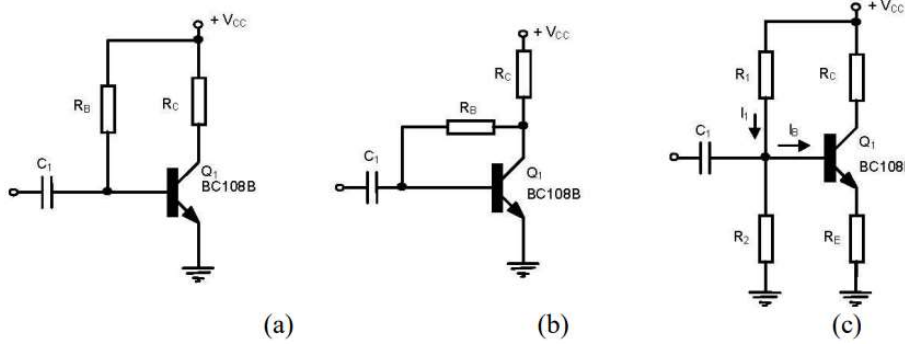 + VCC
RB
RC
C1
Q1
BC108B
(a)
+ VCC
RC
RB
C1
Q1
BC108B
(b)
+ VCC
R1
RC
I1
IB
C1
Q1
BC108B
R2
RE
(c)